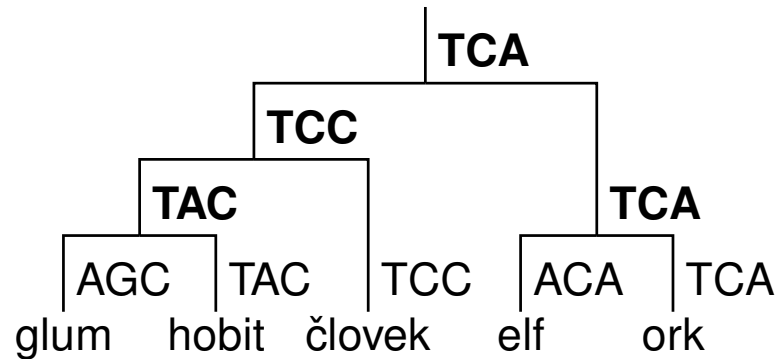 TCA
TCC
TAC TCA
AGC TAC TCC ACA TCA
glum hobit človek elf ork